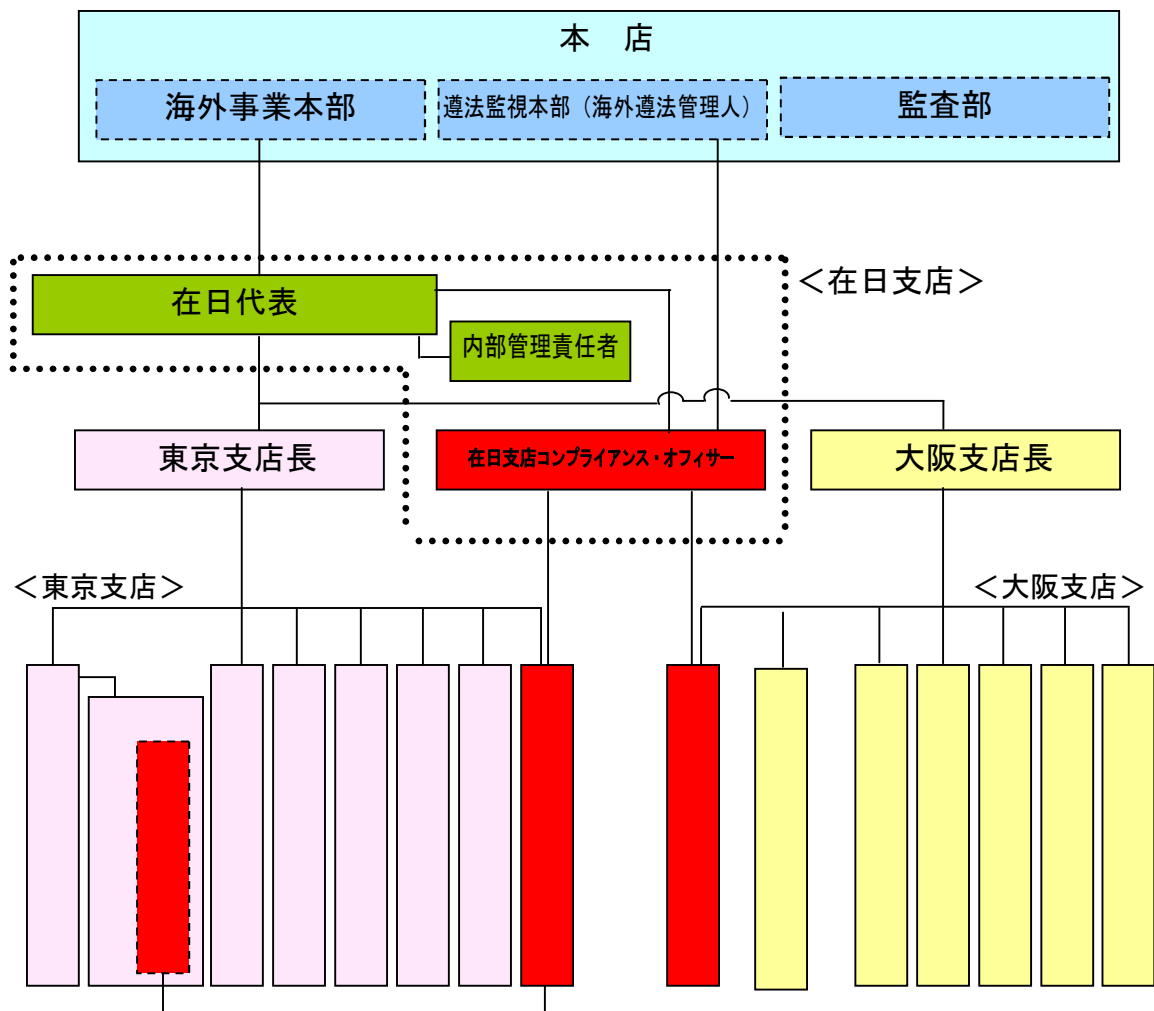 本　店
海外事業本部
遵法監視本部（海外遵法管理人）
監査部
＜在日支店＞
在日代表
内部管理責任者
東京支店長
在日支店コンプライアンス・オフィサー
大阪支店長
＜東京支店＞
＜大阪支店＞